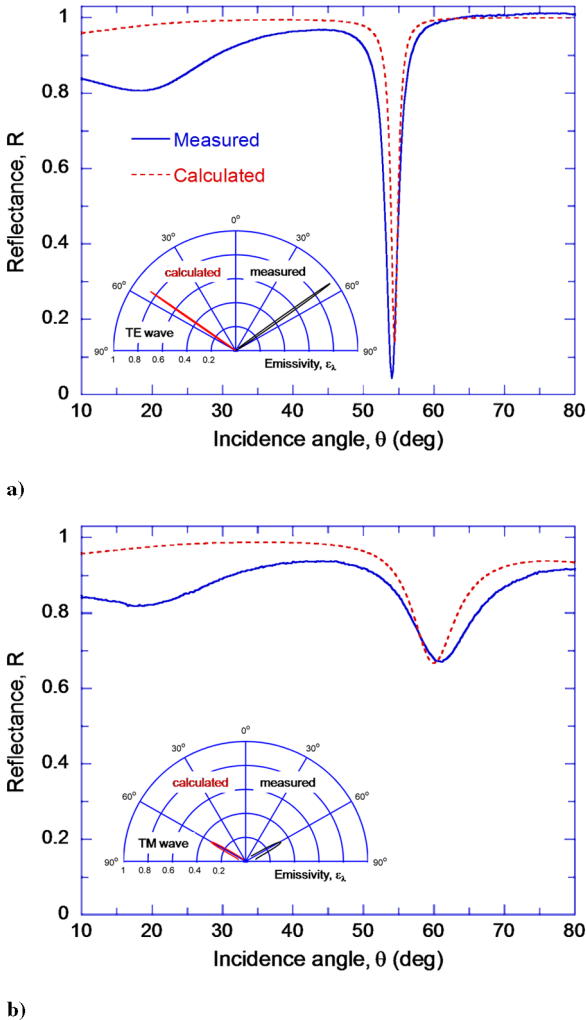 1
0.8
0.6
0.4
0.2
0
Reflectance, R
Measured
Calculated
0°
30°
30°
60°
60°
90°
90°
calculated
measured
TE wave
1 0.8 0.6 0.4 0.2
Emissivity, ελ
10 20 30 40 50 60 70 80
Incidence angle, θ (deg)
a)
1
0.8
0.6
0.4
0.2
0
Reflectance, R
0°
30°
30°
60°
60°
90°
90°
calculated
measured
TM wave
1 0.8 0.6 0.4 0.2
Emissivity, ελ
10 20 30 40 50 60 70 80
Incidence angle, θ (deg)
b)